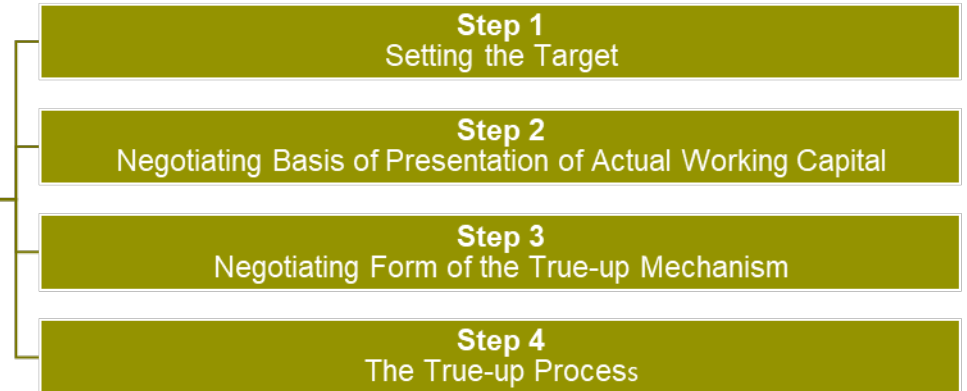 Step 1
Setting the Target
Step 2
Negotiating Basis of Presentation of Actual Working Capital
Step 3
Negotiating Form of the True-up Mechanism
Step 4
The True-up Process